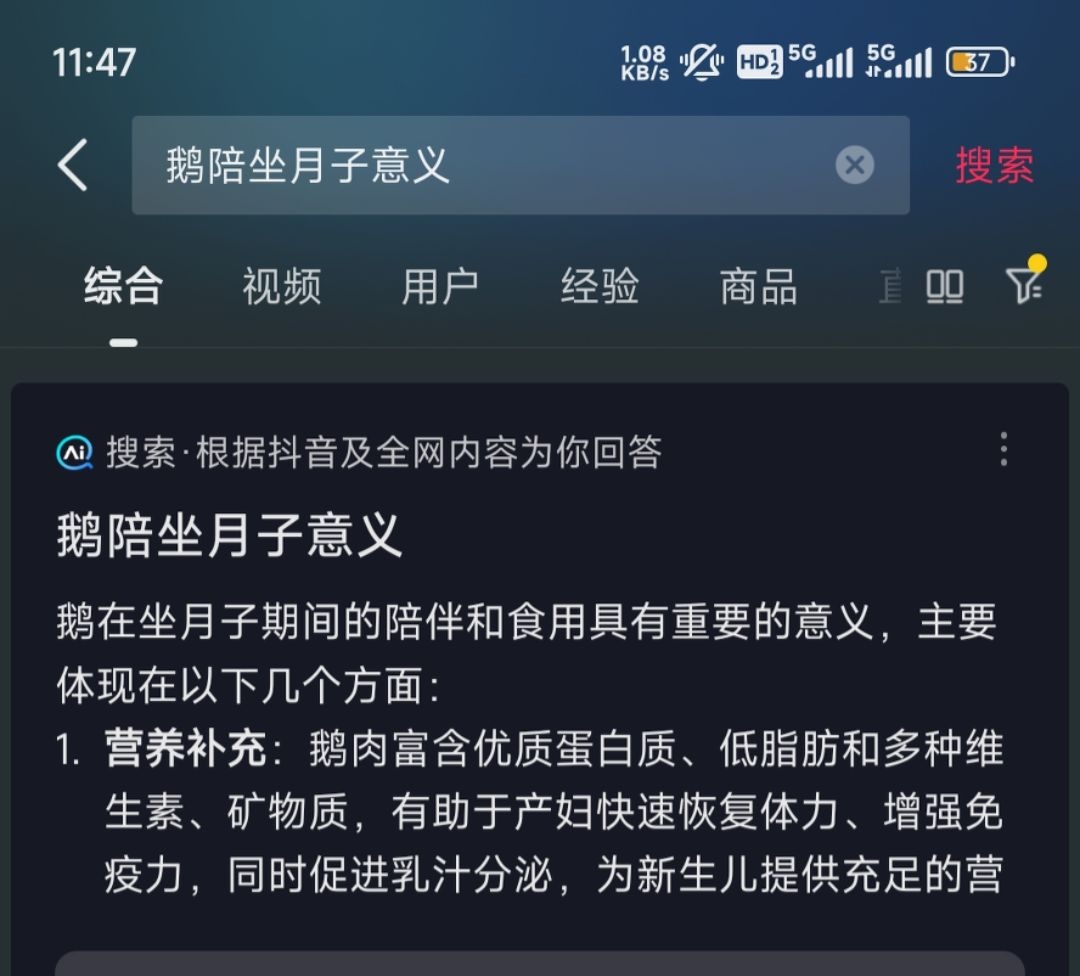 11:47
1.08 KB/s HD 1 2 5G 5G 37
鹅陪坐月子意义
搜索
综合 视频 用户 经验 商品
Ai 搜索·根据抖音及全网内容为你回答
鹅陪坐月子意义
鹅在坐月子期间的陪伴和食用具有重要的意义，主要
体现在以下几个方面：
1. 营养补充：鹅肉富含优质蛋白质、低脂肪和多种维
生素、矿物质，有助于产妇快速恢复体力、增强免
疫力，同时促进乳汁分泌，为新生儿提供充足的营